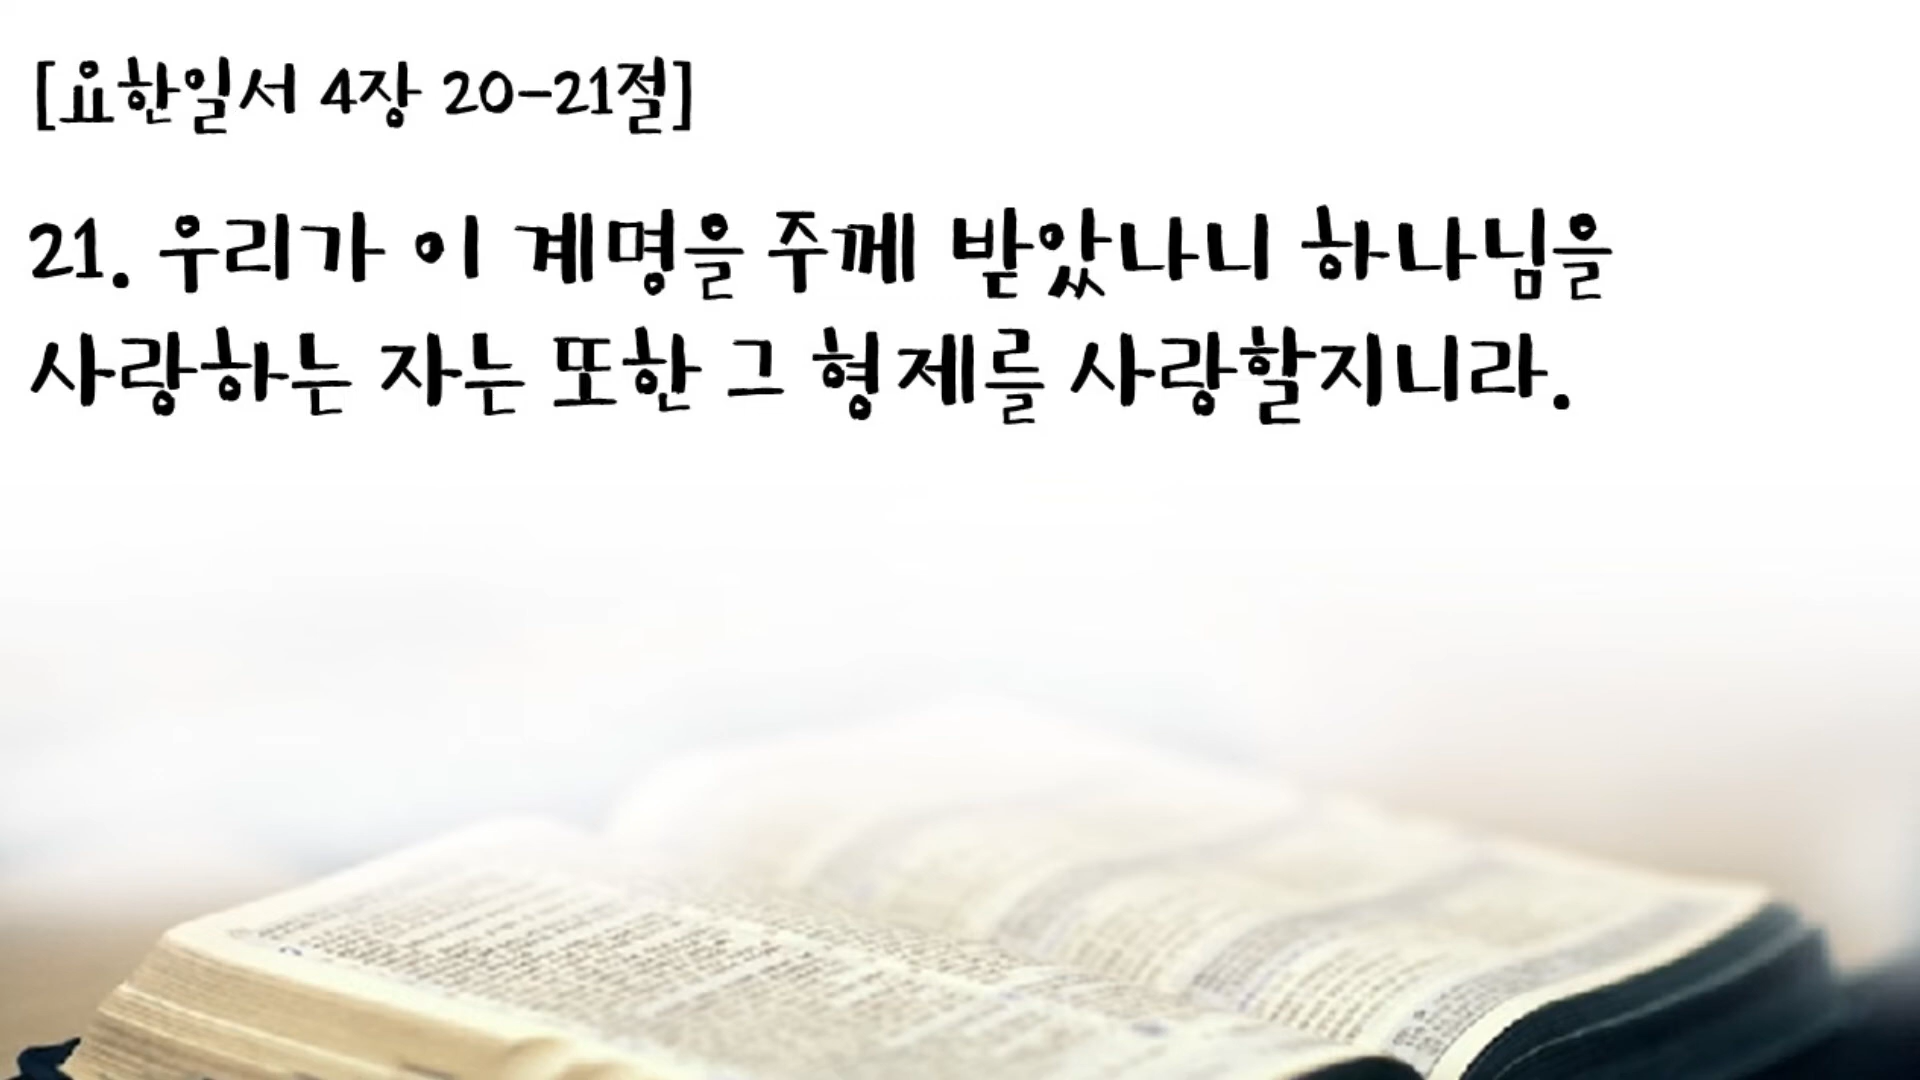 [요한일서 4장 20-21절]
21. 우리가 이 계명을 주께 받았나니 하나님을
사랑하는 자는 또한 그 형제를 사랑할지니라.